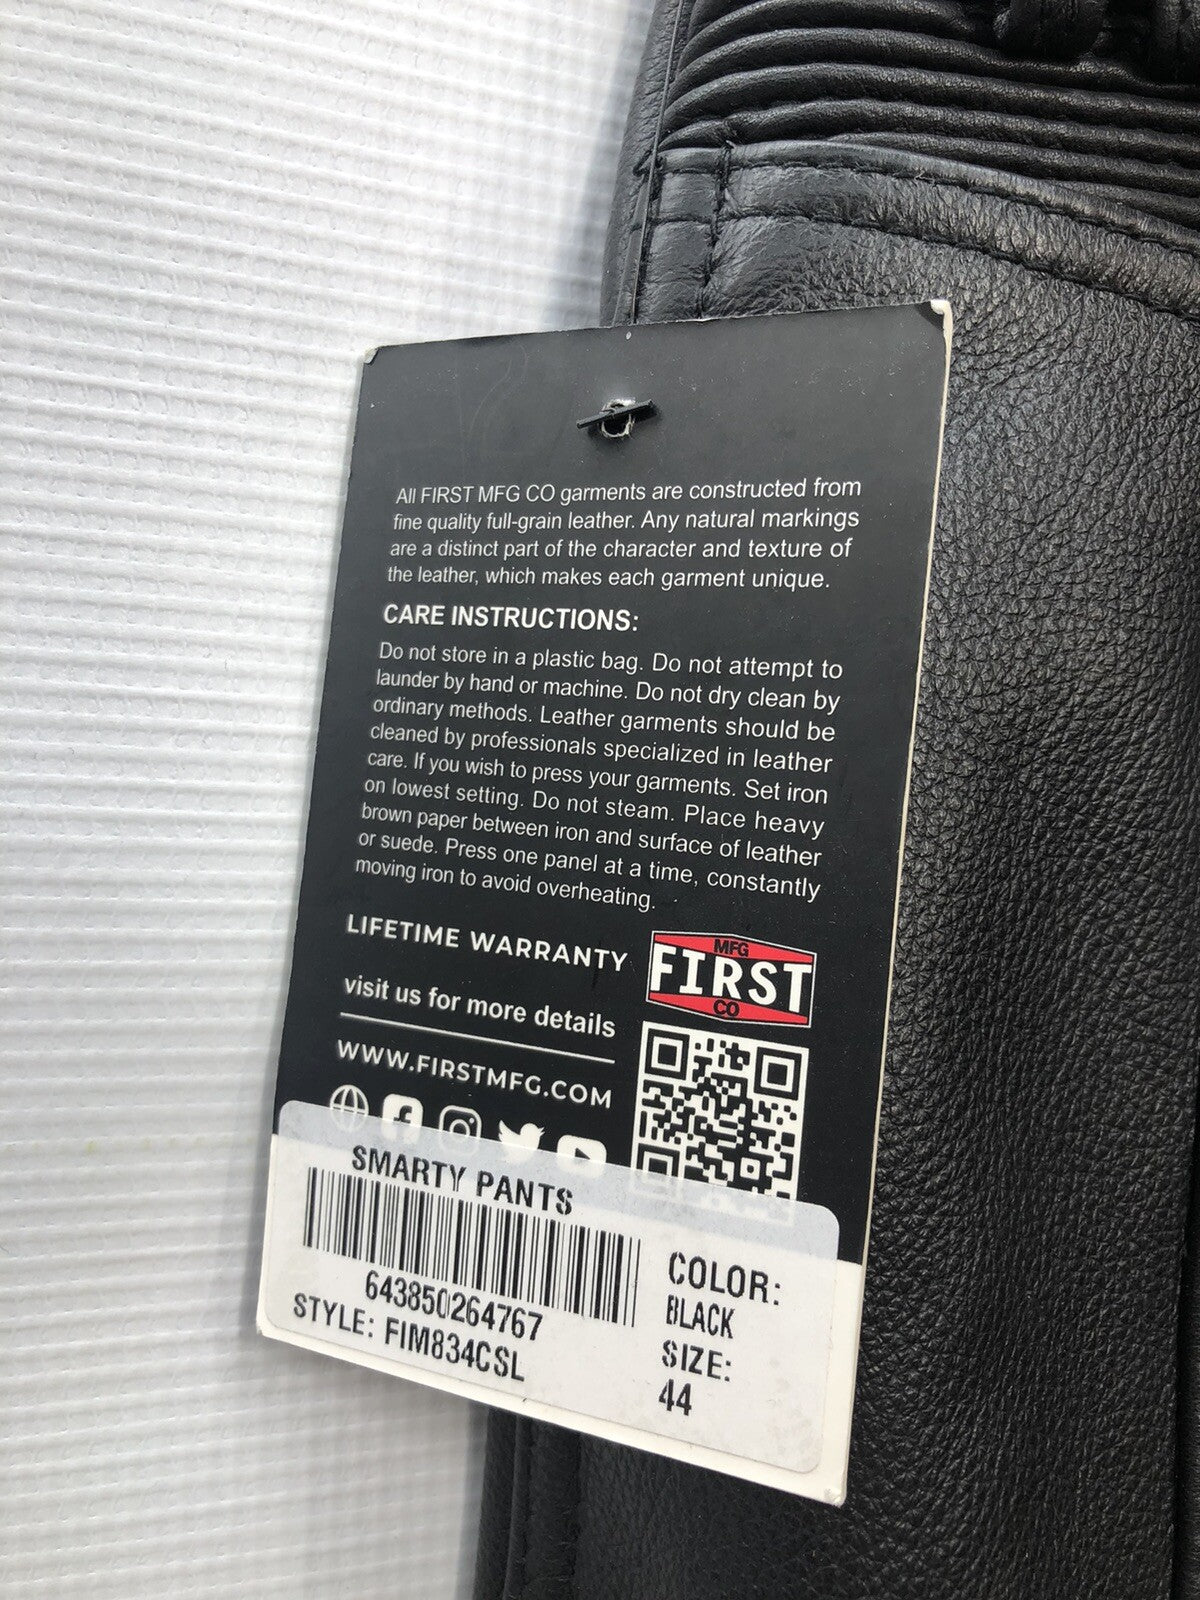 All FIRST MFG CO garments are constructed from
fine quality full-grain leather. Any natural markings
are a distinct part of the character and texture of
the leather, which makes each garment unique.
CARE INSTRUCTIONS:
Do not store in a plastic bag. Do not attempt to
launder by hand or machine. Do not dry clean by
ordinary methods. Leather garments should be
cleaned by professionals specialized in leather
care. If you wish to press your garments. Set iron
on lowest setting. Do not steam. Place heavy
brown paper between iron and surface of leather
or suede. Press one panel at a time, constantly
moving iron to avoid overheating.
LIFETIME WARRANTY
visit us for more details
WWW.FIRSTMFG.COM
MFG
FIRST
CO
SMARTY PANTS
643850264767
STYLE: FIM834CSL
COLOR:
BLACK
SIZE:
44